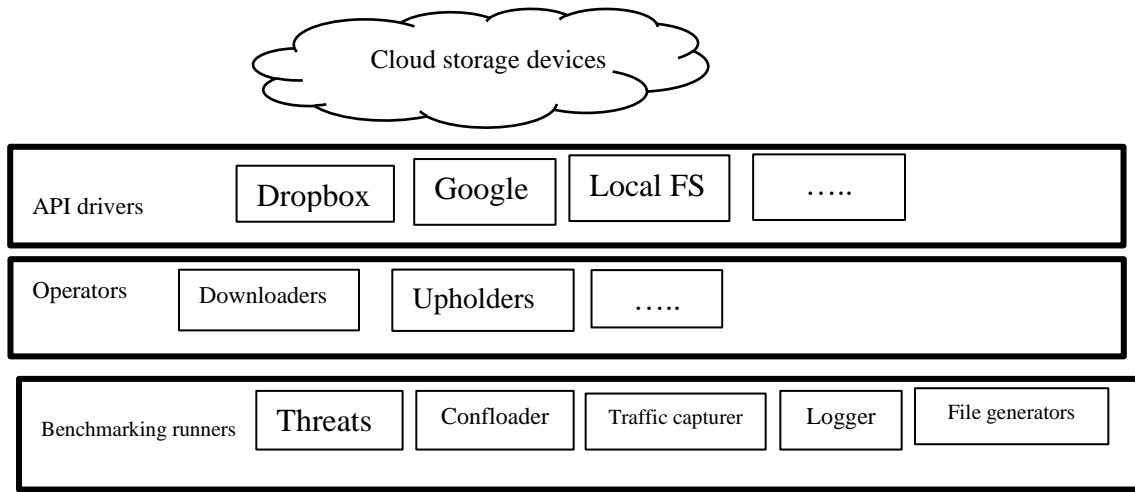 Cloud storage devices
API drivers
Dropbox
Google
Local FS
…..
Operators
Downloaders
Upholders
…..
Benchmarking runners
Threats
Confloader
Traffic capturer
Logger
File generators